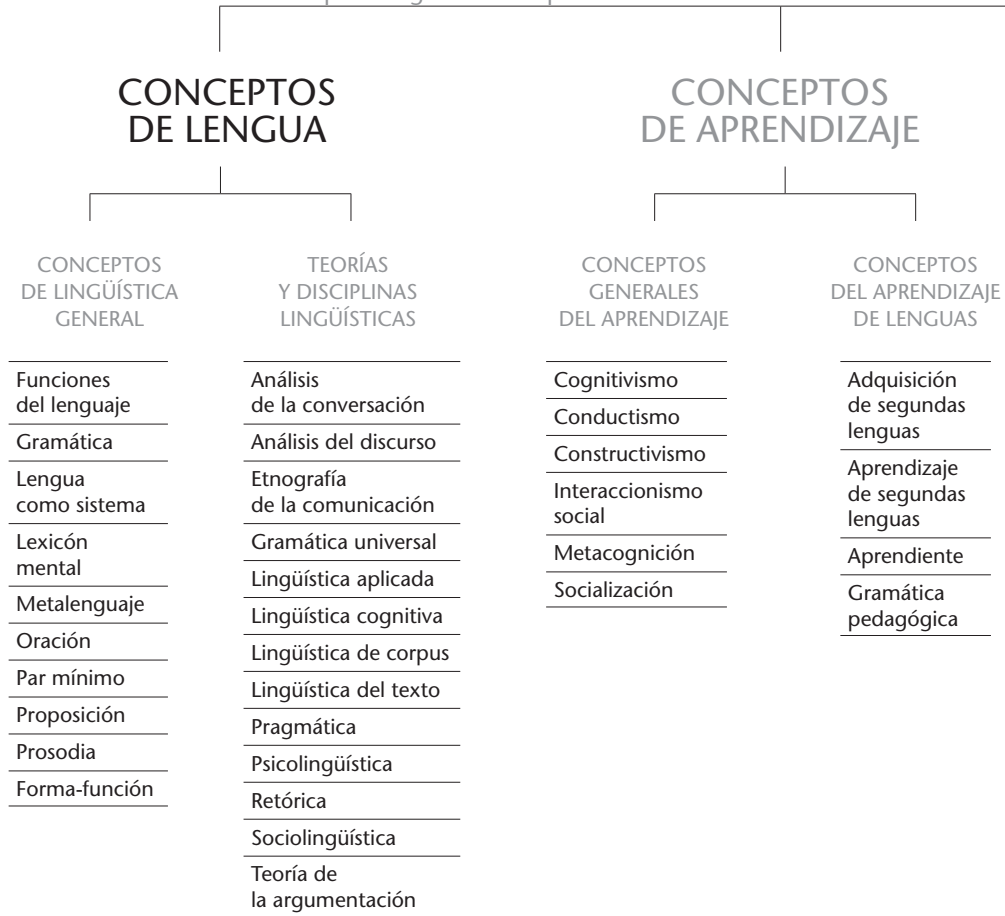 CONCEPTOS
DE LENGUA
CONCEPTOS
DE APRENDIZAJE
CONCEPTOS
DE LINGÜÍSTICA
GENERAL
Funciones
del lenguaje
Gramática
Lengua
como sistema
Lexicón
mental
Metalenguaje
Oración
Par mínimo
Proposición
Prosodia
Forma-función
TEORÍAS
Y DISCIPLINAS
LINGÜÍSTICAS
Análisis
de la conversación
Análisis del discurso
Etnografía
de la comunicación
Gramática universal
Lingüística aplicada
Lingüística cognitiva
Lingüística de corpus
Lingüística del texto
Pragmática
Psicolingüística
Retórica
Sociolingüística
Teoría de
la argumentación
CONCEPTOS
GENERALES
DEL APRENDIZAJE
Cognitivismo
Conductismo
Constructivismo
Interaccionismo
social
Metacognición
Socialización
CONCEPTOS
DEL APRENDIZAJE
DE LENGUAS
Adquisición
de segundas
lenguas
Aprendizaje
de segundas
lenguas
Aprendiente
Gramática
pedagógica